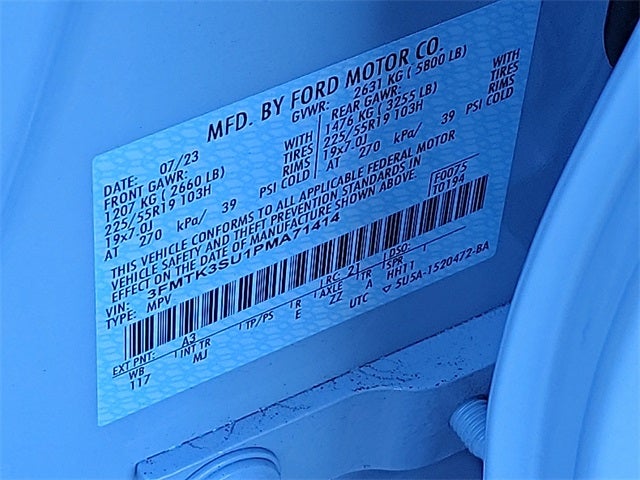 MFD. BY FORD MOTOR CO.
DATE: 07/23 GVWR: 2631 KG ( 5800 LB)
FRONT GAWR: REAR GAWR:
1207 KG ( 2660 LB) WITH 1476 KG ( 3255 LB) WITH
225/55R19 103H TIRES 225/55R19 103H TIRES
19x7.0J RIMS 19x7.0J RIMS
AT 270 kPa/ 39 PSI COLD AT 270 kPa/ 39 PSI COLD
THIS VEHICLE CONFORMS TO ALL APPLICABLE FEDERAL MOTOR
VEHICLE SAFETY AND THEFT PREVENTION STANDARDS IN
EFFECT ON THE DATE OF MANUFACTURE SHOWN ABOVE.
VIN: 3FMTK3SU1PMA71414 F0075
TYPE: MPV T0194
EXT PNT: A3 RC: 2 DSO:
WB INT TR TP/PS R AXLE TR SPR
117 MJ E ZZ A HH11
UTC 5U5A-1520472-BA